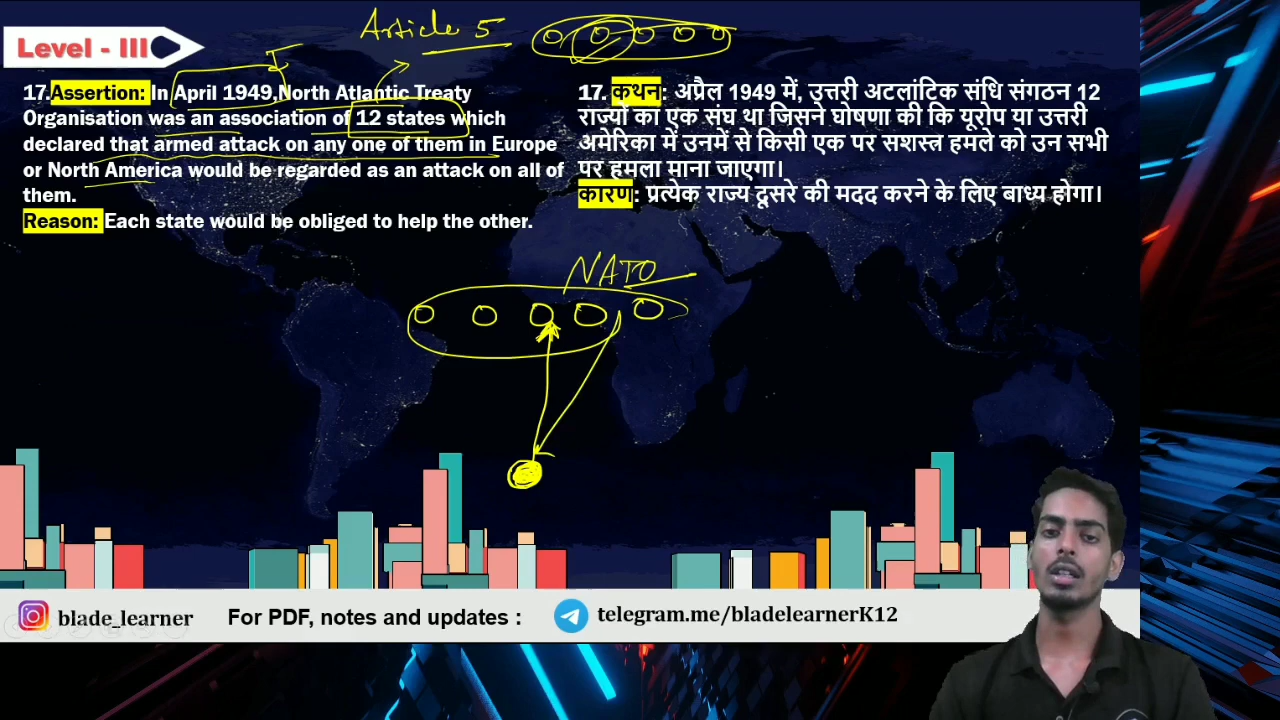 Article 5
Level - III
17.Assertion: In April 1949,North Atlantic Treaty
Organisation was an association of 12 states which
declared that armed attack on any one of them in Europe
or North America would be regarded as an attack on all of
them.
Reason: Each state would be obliged to help the other.
17. कथन: अप्रैल 1949 में, उत्तरी अटलांटिक संधि संगठन 12
राज्यों का एक संघ था जिसने घोषणा की कि यूरोप या उत्तरी
अमेरिका में उनमें से किसी एक पर सशस्त्र हमले को उन सभी
पर हमला माना जाएगा।
कारण: प्रत्येक राज्य दूसरे की मदद करने के लिए बाध्य होगा।
NATO
blade_learner
For PDF, notes and updates :
telegram.me/bladelearnerK12